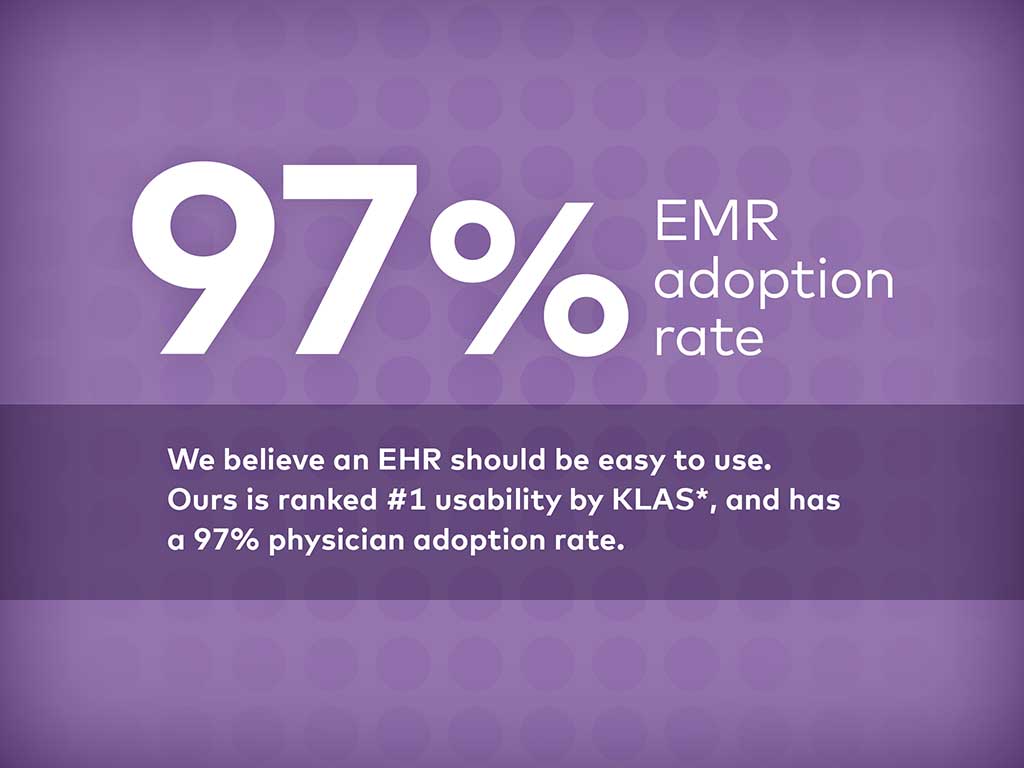 97% EMR
adoption
rate
We believe an EHR should be easy to use.
Ours is ranked #1 usability by KLAS*, and has
a 97% physician adoption rate.